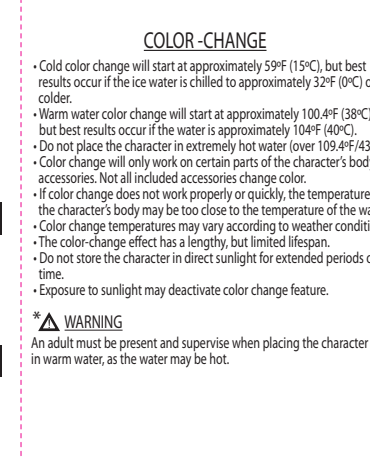 COLOR -CHANGE
• Cold color change will start at approximately 59ºF (15ºC), but best
results occur if the ice water is chilled to approximately 32ºF (0ºC) o
colder.
• Warm water color change will start at approximately 100.4ºF (38ºC)
but best results occur if the water is approximately 104ºF (40ºC).
• Do not place the character in extremely hot water (over 109.4ºF/43
• Color change will only work on certain parts of the character's bod
accessories. Not all included accessories change color.
• If color change does not work properly or quickly, the temperature
the character's body may be too close to the temperature of the wa
• Color change temperatures may vary according to weather conditi
• The color-change effect has a lengthy, but limited lifespan.
• Do not store the character in direct sunlight for extended periods o
time.
• Exposure to sunlight may deactivate color change feature.
* WARNING
An adult must be present and supervise when placing the character
in warm water, as the water may be hot.